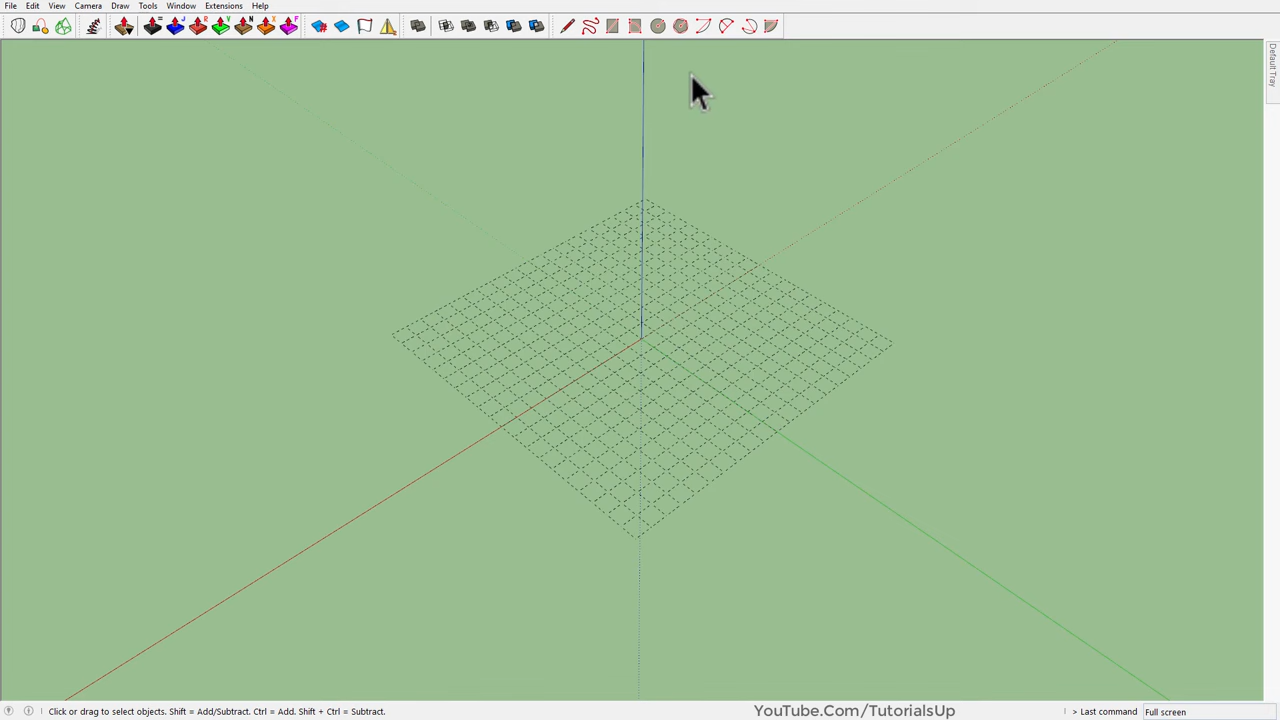 File Edit View Camera Draw Tools Window Extensions Help
Default Tray
Click or drag to select objects. Shift = Add/Subtract. Ctrl = Add. Shift + Ctrl = Subtract.
YouTube.Com/TutorialsUp
> Last command Full screen